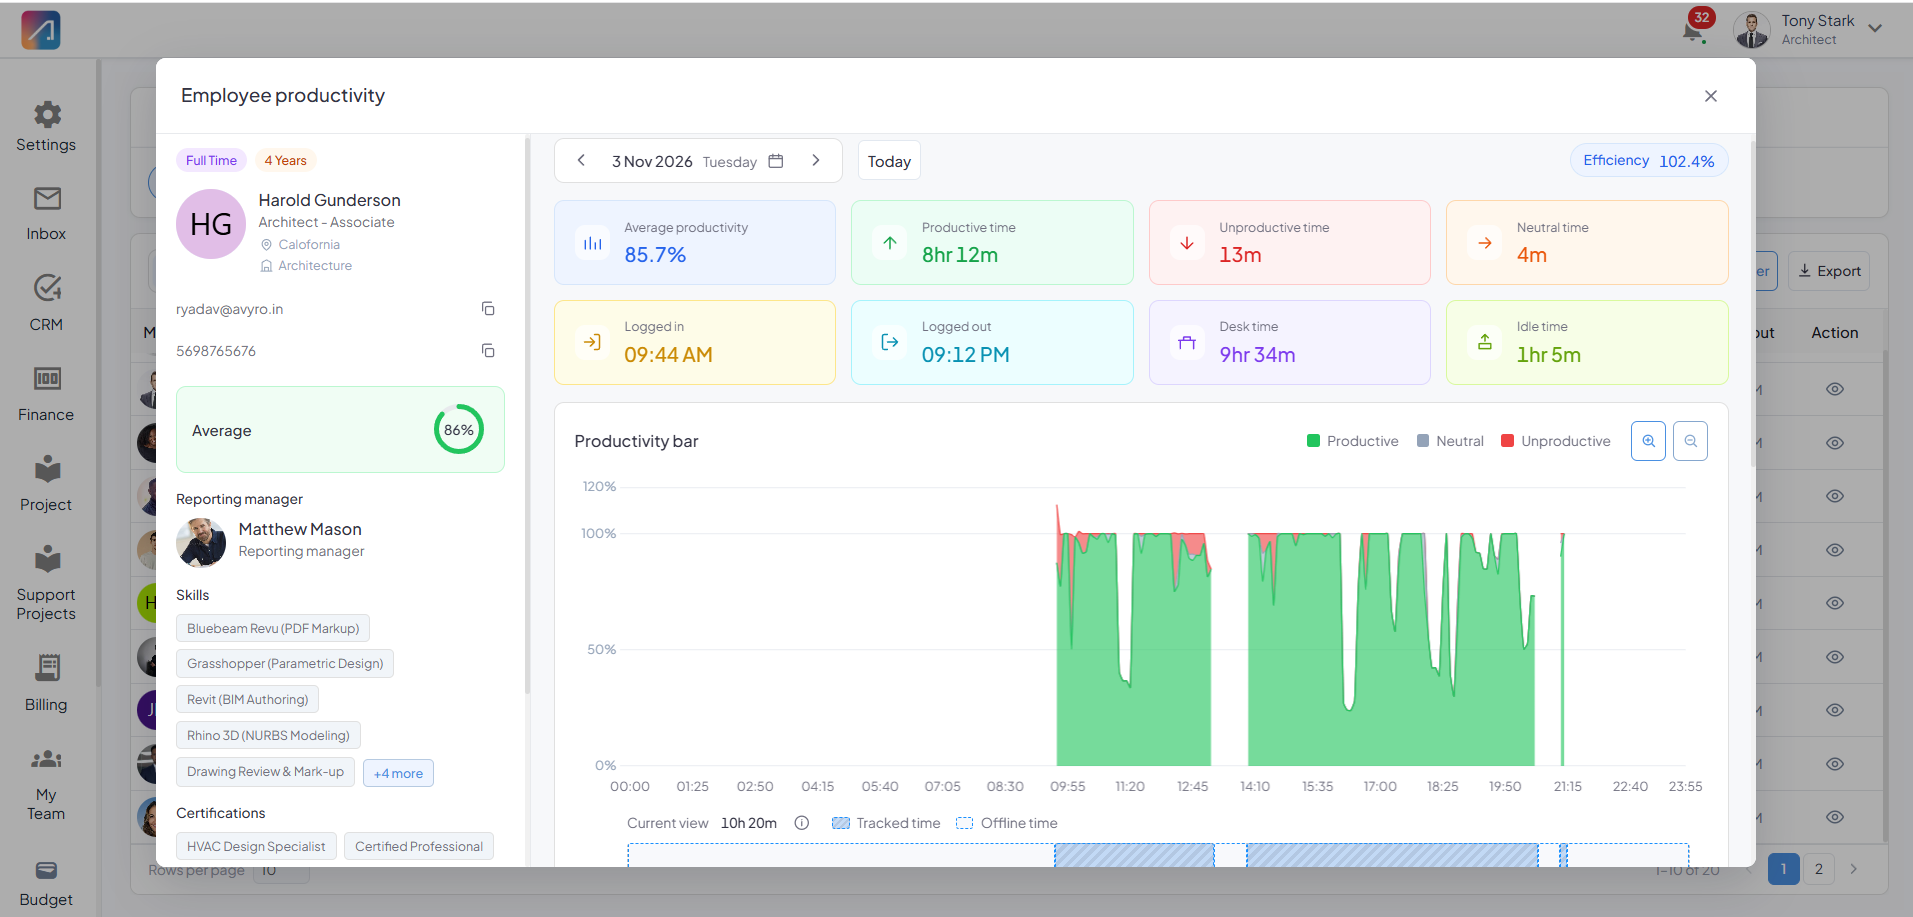 32
Tony Stark
Architect
Settings
Inbox
CRM
Finance
Project
Support
Projects
Billing
My
Team
Budget
Employee productivity
Full Time
4 Years
HG
Harold Gunderson
Architect - Associate
Calofornia
Architecture
ryadav@avyro.in
5698765676
Average
86%
Reporting manager
Matthew Mason
Reporting manager
Skills
Bluebeam Revu (PDF Markup)
Grasshopper (Parametric Design)
Revit (BIM Authoring)
Rhino 3D (NURBS Modeling)
Drawing Review & Mark-up
+4 more
Certifications
HVAC Design Specialist
Certified Professional
3 Nov 2026 Tuesday
Today
Efficiency 102.4%
Average productivity
85.7%
Productive time
8hr 12m
Unproductive time
13m
Neutral time
4m
Logged in
09:44 AM
Logged out
09:12 PM
Desk time
9hr 34m
Idle time
1hr 5m
Productivity bar
Productive
Neutral
Unproductive
120%
100%
50%
0%
00:00 01:25 02:50 04:15 05:40 07:05 08:30 09:55 11:20 12:45 14:10 15:35 17:00 18:25 19:50 21:15 22:40 23:55
Current view 10h 20m
Tracked time
Offline time
Export
Action
Rows per page 10
1-10 of 20
1
2